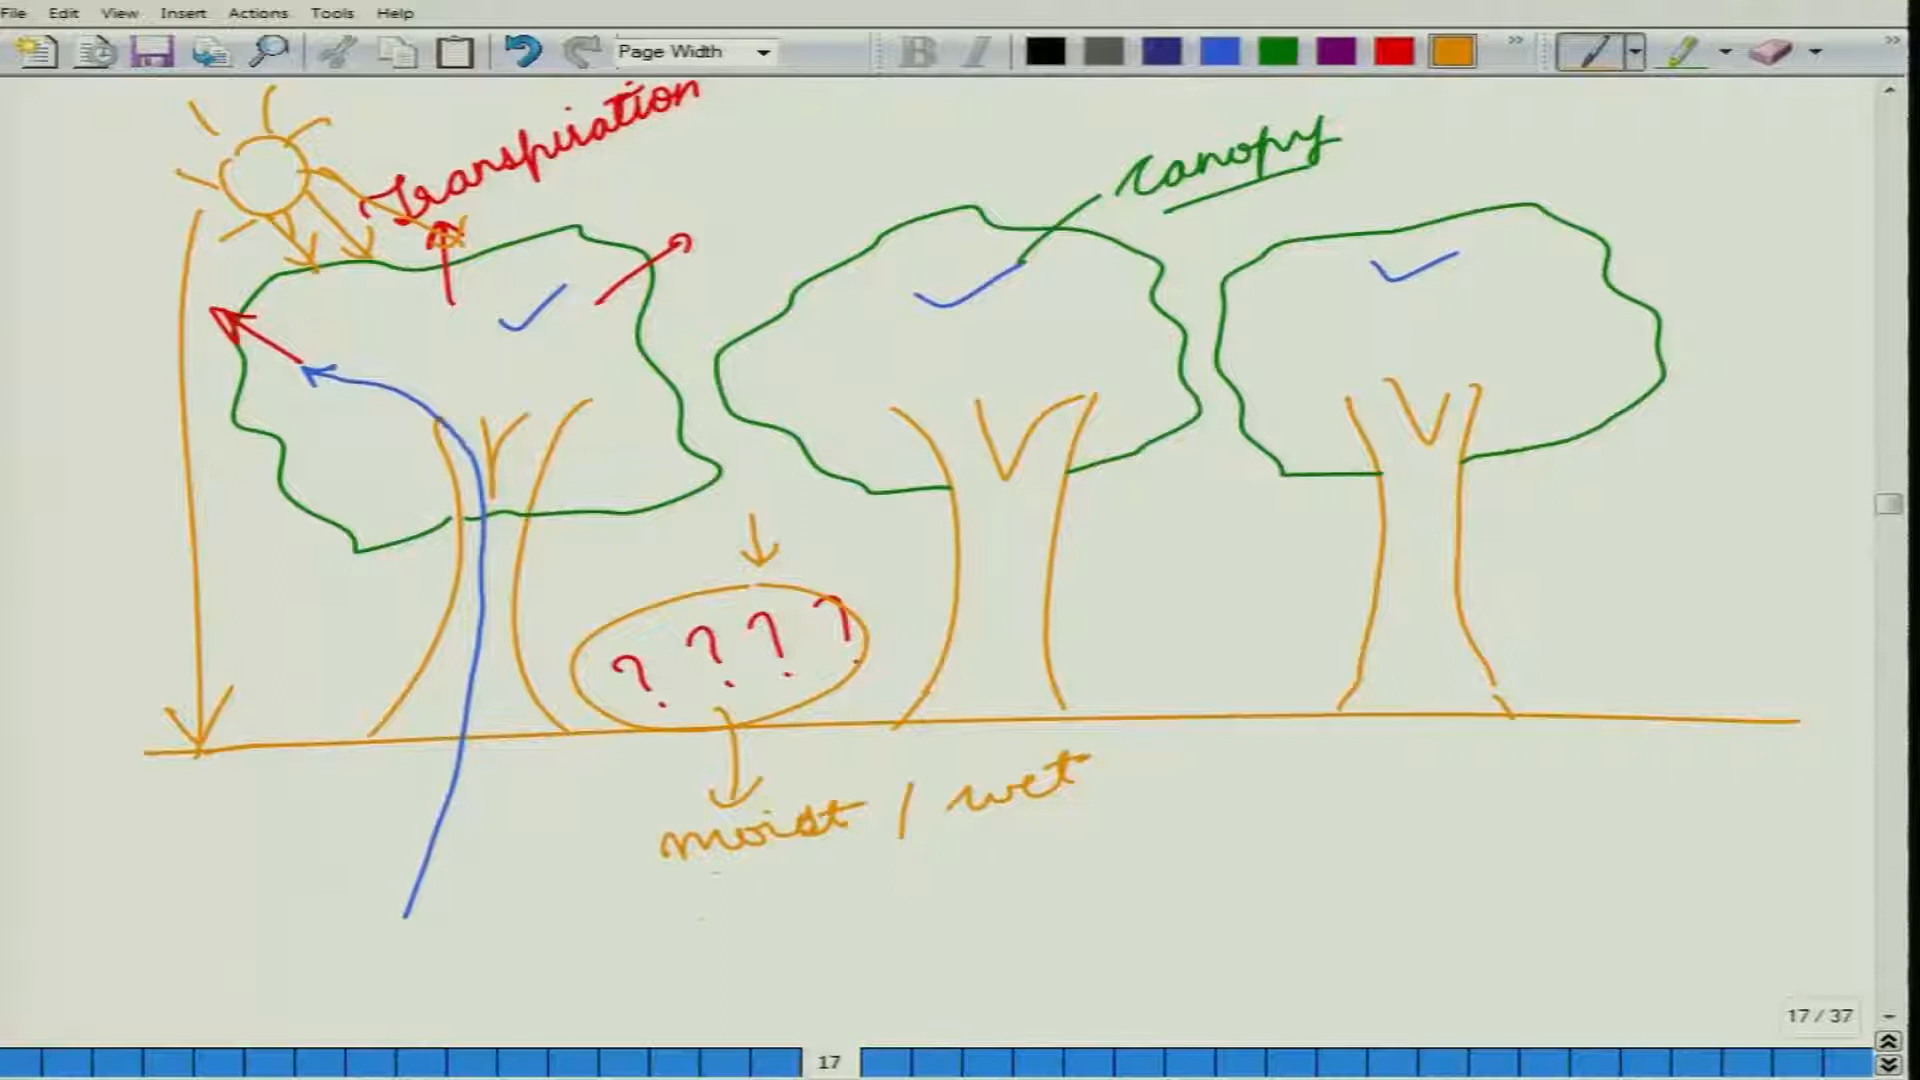 File Edit View Insert Actions Tools Help
Page Width
B I
Transpiration
canopy
? ? ? ?
moist / wet
17 / 37
17